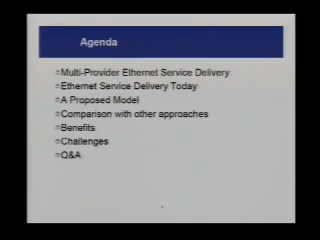 Agenda
Multi-Provider Ethernet Service Delivery
Ethernet Service Delivery Today
A Proposed Model
Comparison with other approaches
Benefits
Challenges
Q&A